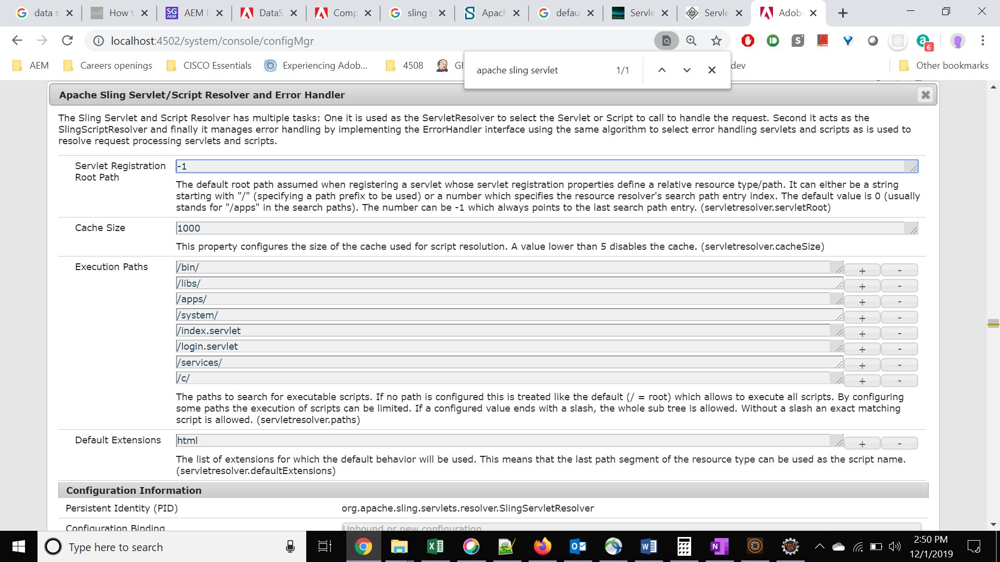 data s
How t
SG AEM
AEM D
DataS
Comp
sling s
Apach
defau
Servle
Servle
Adob
localhost:4502/system/console/configMgr
6
AEM
Careers openings
CISCO Essentials
Experiencing Adob...
4508
GI
dev
Other bookmarks
apache sling servlet 1/1
Apache Sling Servlet/Script Resolver and Error Handler
The Sling Servlet and Script Resolver has multiple tasks: One it is used as the ServletResolver to select the Servlet or Script to call to handle the request. Second it acts as the
SlingScriptResolver and finally it manages error handling by implementing the ErrorHandler interface using the same algorithm to select error handling servlets and scripts as is used to
resolve request processing servlets and scripts.
Servlet Registration
Root Path
-1
The default root path assumed when registering a servlet whose servlet registration properties define a relative resource type/path. It can either be a string
starting with "/" (specifying a path prefix to be used) or a number which specifies the resource resolver's search path entry index. The default value is 0 (usually
stands for "/apps" in the search paths). The number can be -1 which always points to the last search path entry. (servletresolver.servletRoot)
Cache Size
1000
This property configures the size of the cache used for script resolution. A value lower than 5 disables the cache. (servletresolver.cacheSize)
Execution Paths
/bin/ + -
/libs/ + -
/apps/ + -
/system/ + -
/index.servlet + -
/login.servlet + -
/services/ + -
/c/ + -
The paths to search for executable scripts. If no path is configured this is treated like the default (/ = root) which allows to execute all scripts. By configuring
some paths the execution of scripts can be limited. If a configured value ends with a slash, the whole sub tree is allowed. Without a slash an exact matching
script is allowed. (servletresolver.paths)
Default Extensions
html + -
The list of extensions for which the default behavior will be used. This means that the last path segment of the resource type can be used as the script name.
(servletresolver.defaultExtensions)
Configuration Information
Persistent Identity (PID) org.apache.sling.servlets.resolver.SlingServletResolver
Configuration Binding Unbound or new configuration
Type here to search
2:50 PM
12/1/2019